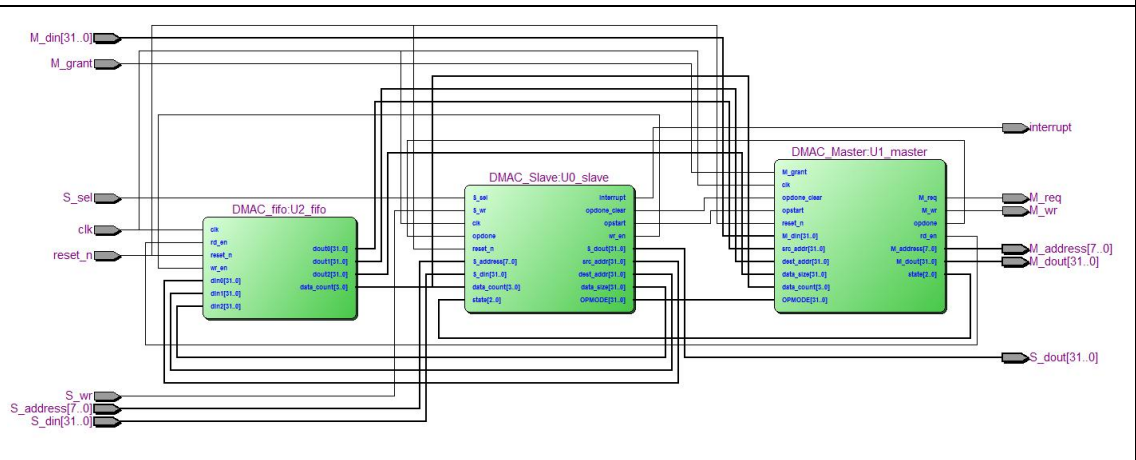 M_din[31..0]
M_grant
S_sel
clk
reset_n
S_wr
S_address[7..0]
S_din[31..0]
DMAC_fifo:U2_fifo
clk
rd_en
reset_n
wr_en
din0[31..0]
din1[31..0]
din2[31..0]
dout0[31..0]
dout1[31..0]
dout2[31..0]
data_count[3..0]
DMAC_Slave:U0_slave
S_sel
S_wr
clk
opdone
reset_n
S_address[7..0]
S_din[31..0]
data_count[3..0]
state[2..0]
interrupt
opdone_clear
opstart
wr_en
S_dout[31..0]
src_addr[31..0]
dest_addr[31..0]
data_size[31..0]
OPMODE[31..0]
DMAC_Master:U1_master
M_grant
clk
opdone_clear
opstart
reset_n
M_din[31..0]
src_addr[31..0]
dest_addr[31..0]
data_size[31..0]
data_count[3..0]
OPMODE[31..0]
M_req
M_wr
opdone
rd_en
M_address[7..0]
M_dout[31..0]
state[2..0]
interrupt
M_req
M_wr
M_address[7..0]
M_dout[31..0]
S_dout[31..0]